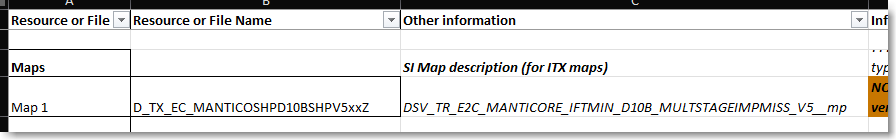 A B C
Resource or File Resource or File Name Other information Inf
Maps SI Map description (for ITX maps) typ
NO
Map 1 D_TX_EC_MANTICOSHPD10BSHPV5xxZ DSV_TR_E2C_MANTICORE_IFTMIN_D10B_MULTSTAGEIMPMISS_V5__mp ver